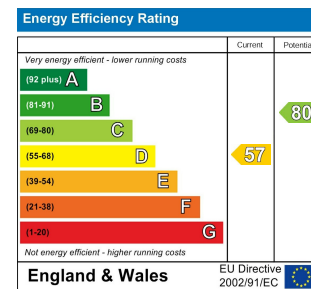 Energy Efficiency Rating
Current Potentia
Very energy efficient - lower running costs
(92 plus) A
(81-91) B
(69-80) C
(55-68) D
(39-54) E
(21-38) F
(1-20) G
57
80
Not energy efficient - higher running costs
England & Wales
EU Directive
2002/91/EC